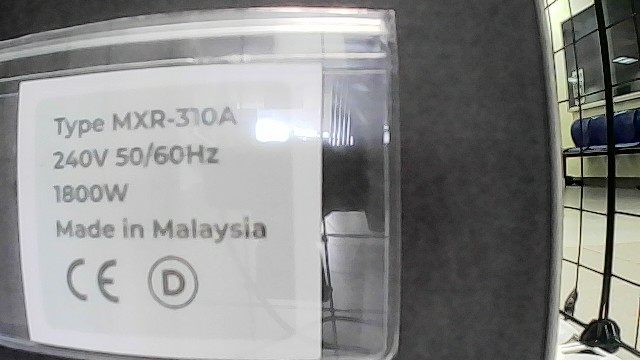 Type MXR-310A
240V 50/60Hz
1800W
Made in Malaysia
CE D